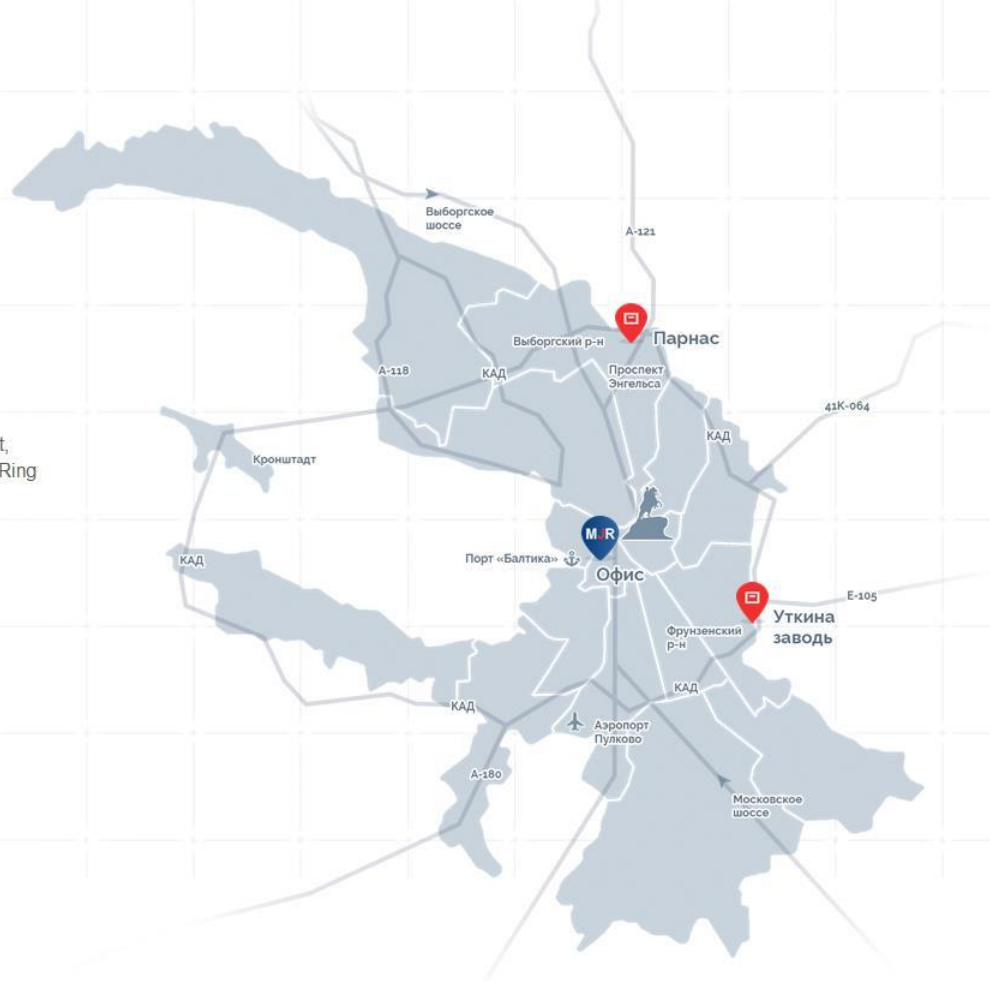 Выборгское
шоссе
А-121
Выборгский р-н
Парнас
Проспект
Энгельса
А-118
КАД
41К-064
КАД
t,
Ring
Кронштадт
MJR
Порт «Балтика»
Офис
КАД
Е-105
Уткина
заводь
Фрунзенский
р-н
КАД
КАД
Аэропорт
Пулково
А-180
Московское
шоссе